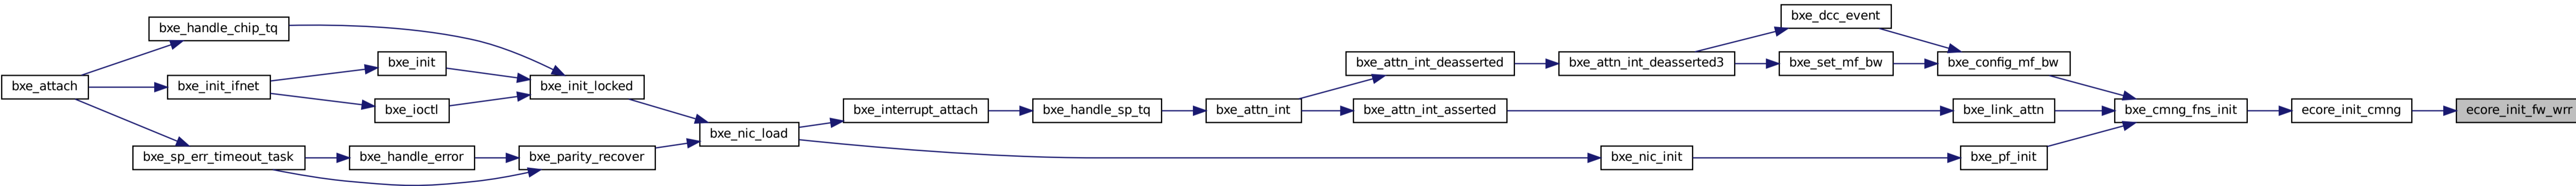 bxe_attach
bxe_handle_chip_tq
bxe_init_ifnet
bxe_sp_err_timeout_task
bxe_init
bxe_ioctl
bxe_handle_error
bxe_init_locked
bxe_parity_recover
bxe_nic_load
bxe_interrupt_attach
bxe_handle_sp_tq
bxe_attn_int
bxe_attn_int_deasserted
bxe_attn_int_asserted
bxe_attn_int_deasserted3
bxe_nic_init
bxe_dcc_event
bxe_set_mf_bw
bxe_config_mf_bw
bxe_link_attn
bxe_pf_init
bxe_cmng_fns_init
ecore_init_cmng
ecore_init_fw_wrr